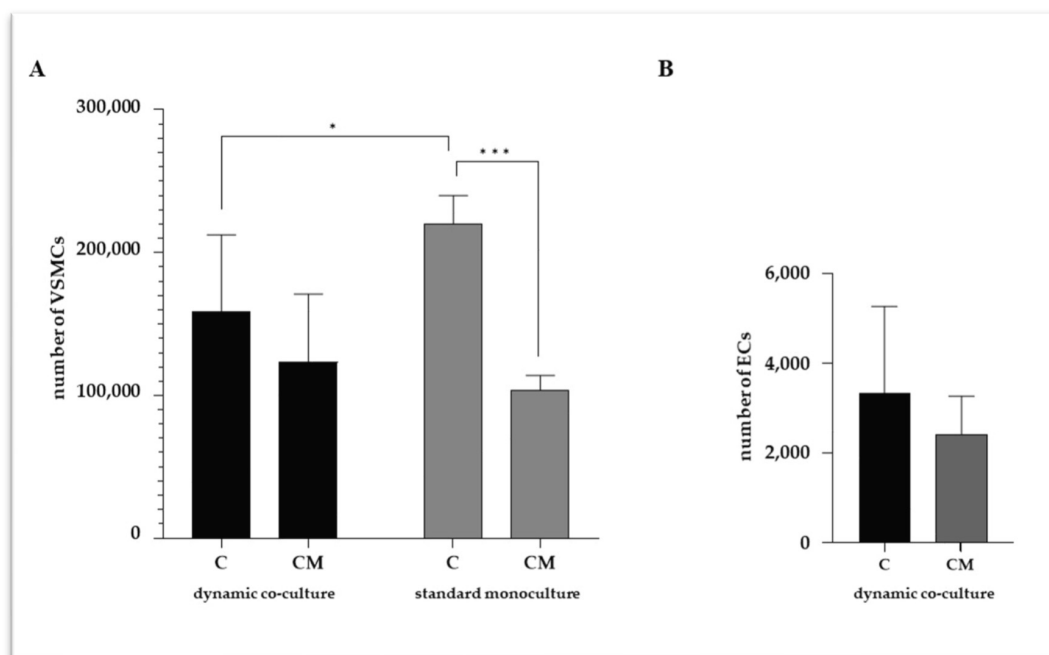 A
B
300,000
200,000
100,000
0
number of VSMCs
*
***
C
CM
C
CM
dynamic co-culture
standard monoculture
6,000
4,000
2,000
0
number of ECs
C
CM
dynamic co-culture